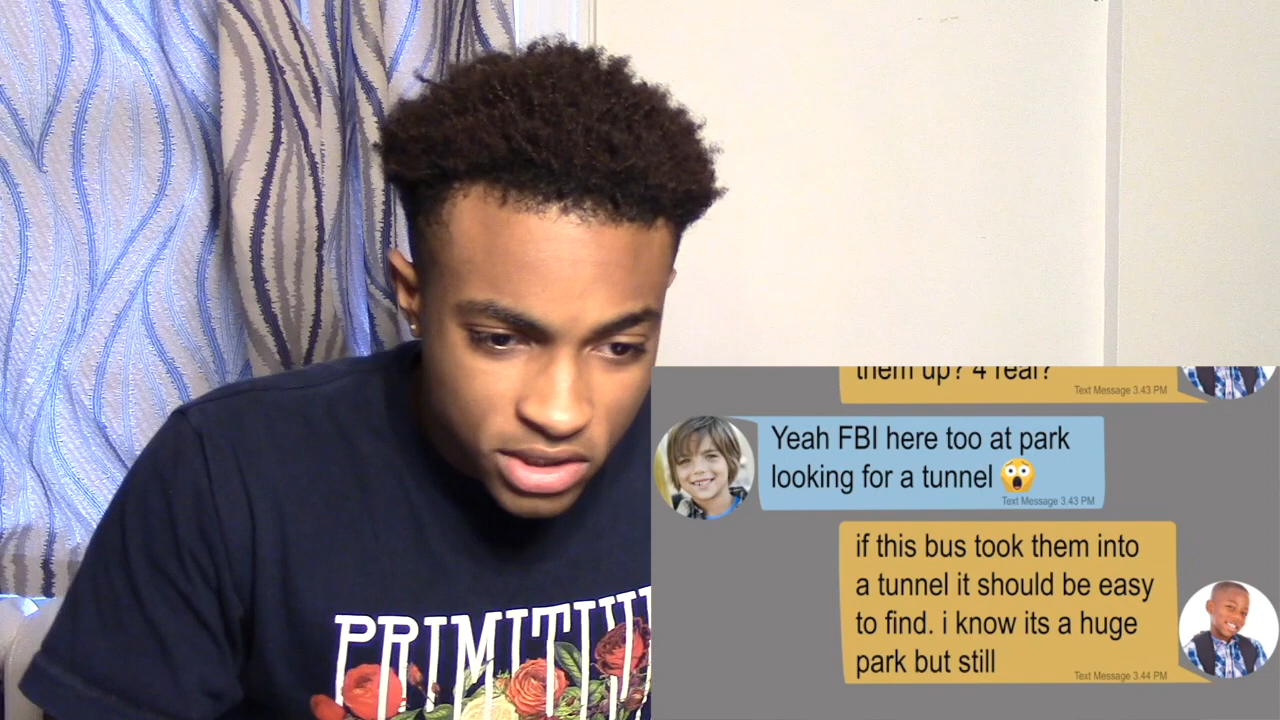 them up? 4 real?
Text Message 3.43 PM
Yeah FBI here too at park
looking for a tunnel 😲
Text Message 3.43 PM
if this bus took them into
a tunnel it should be easy
to find. i know its a huge
park but still
Text Message 3.44 PM
PRIMITIV